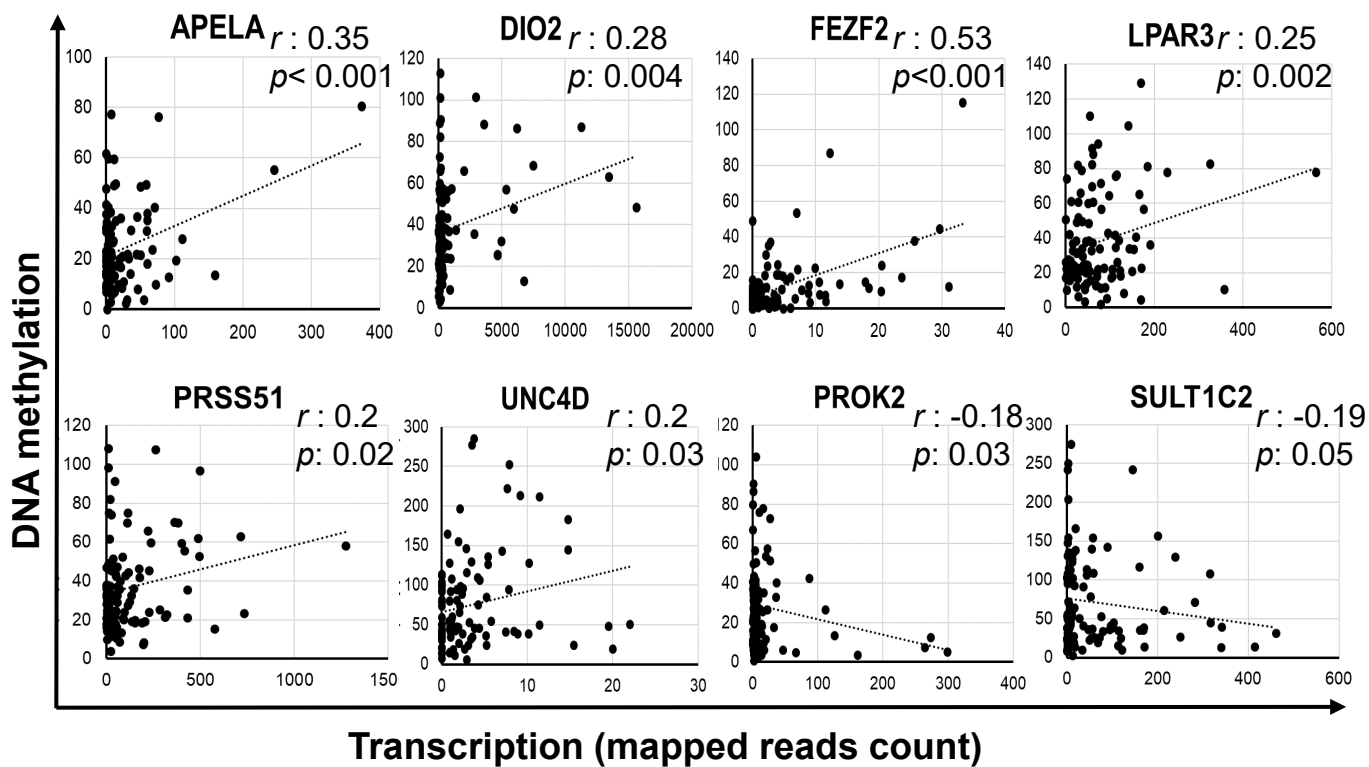 APELA r : 0.35
p< 0.001
100
80
60
40
20
0
0 100 200 300 400
DIO2 r : 0.28
p: 0.004
120
100
80
60
40
20
0
0 5000 10000 15000 20000
FEZF2 r : 0.53
p<0.001
140
120
100
80
60
40
20
0
0 10 20 30 40
LPAR3 r : 0.25
p: 0.002
140
120
100
80
60
40
20
0
0 200 400 600
PRSS51
r : 0.2
p: 0.02
120
100
80
60
40
20
0
0 500 1000 150
UNC4D
r : 0.2
p: 0.03
300
250
200
150
100
50
0
0 10 20 30
PROK2
r : -0.18
p: 0.03
120
100
80
60
40
20
0
0 100 200 300 400
SULT1C2
r : -0.19
p: 0.05
300
250
200
150
100
50
0
0 200 400 600
DNA methylation
Transcription (mapped reads count)